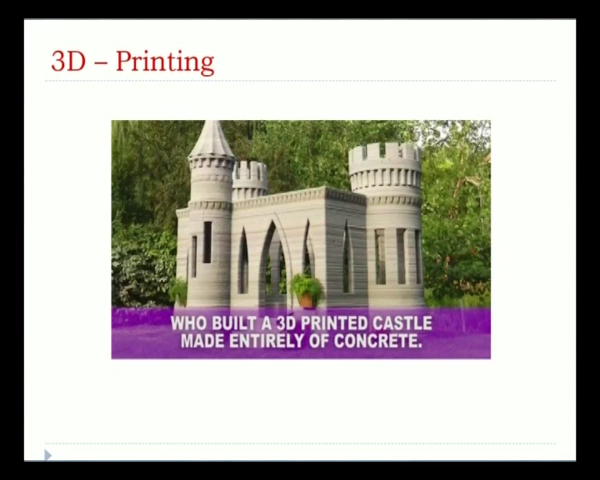 3D – Printing
WHO BUILT A 3D PRINTED CASTLE
MADE ENTIRELY OF CONCRETE.